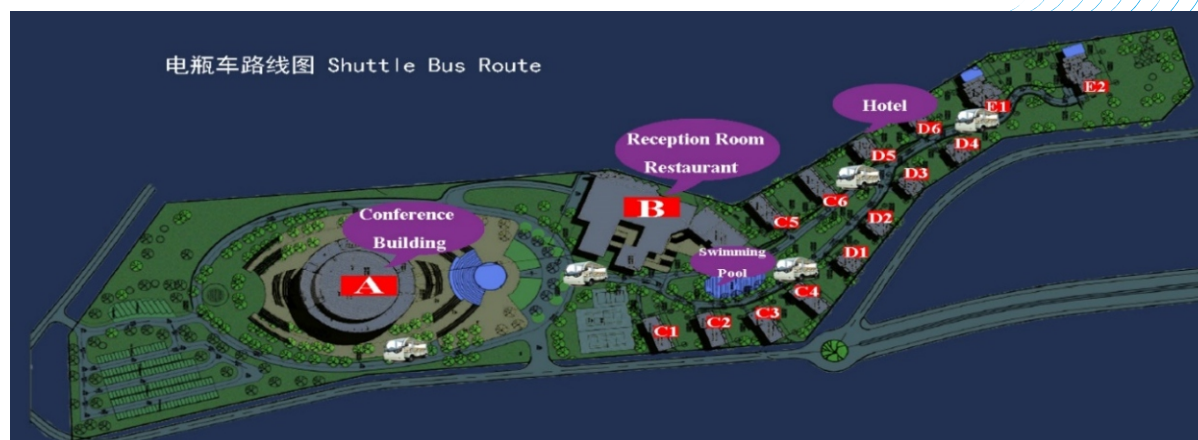 电瓶车路线图 Shuttle Bus Route
Hotel
E2
E1
D6
D5
D4
D3
D2
D1
Reception Room
Restaurant
B
C6
C5
Conference
Building
A
Swimming
Pool
C4
C3
C2
C1